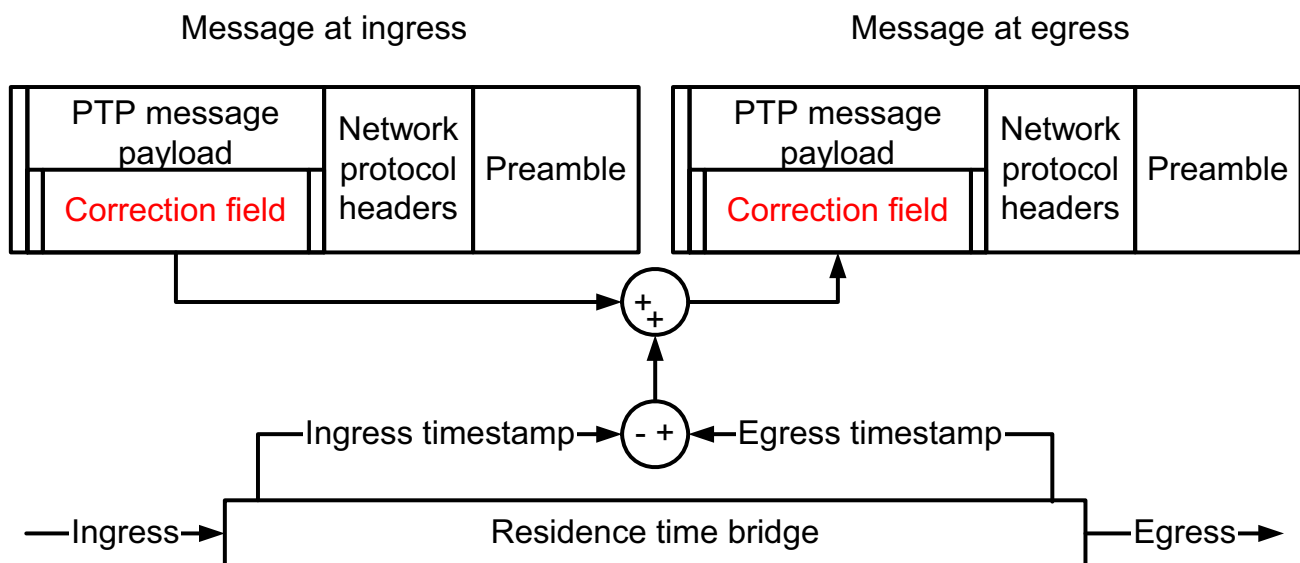 Message at ingress
Message at egress
PTP message
payload
Correction field
Network
protocol
headers
Preamble
PTP message
payload
Correction field
Network
protocol
headers
Preamble
+
+
Ingress timestamp
- +
Egress timestamp
Ingress
Residence time bridge
Egress